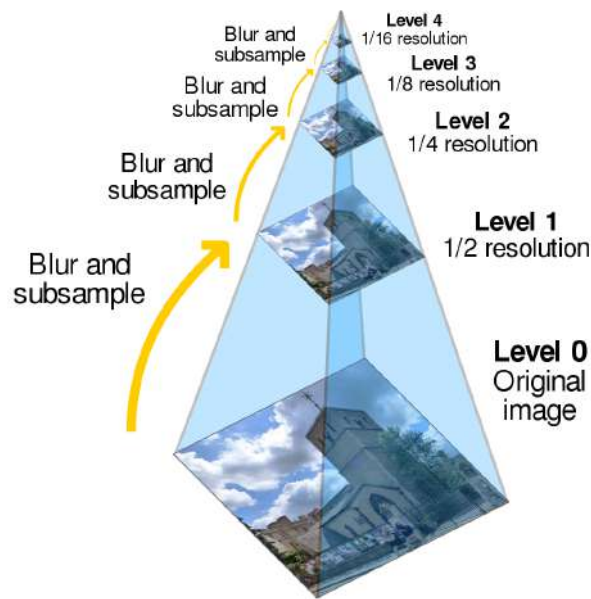 Level 4
1/16 resolution
Blur and
subsample
Level 3
1/8 resolution
Blur and
subsample
Level 2
1/4 resolution
Blur and
subsample
Level 1
1/2 resolution
Blur and
subsample
Level 0
Original
image